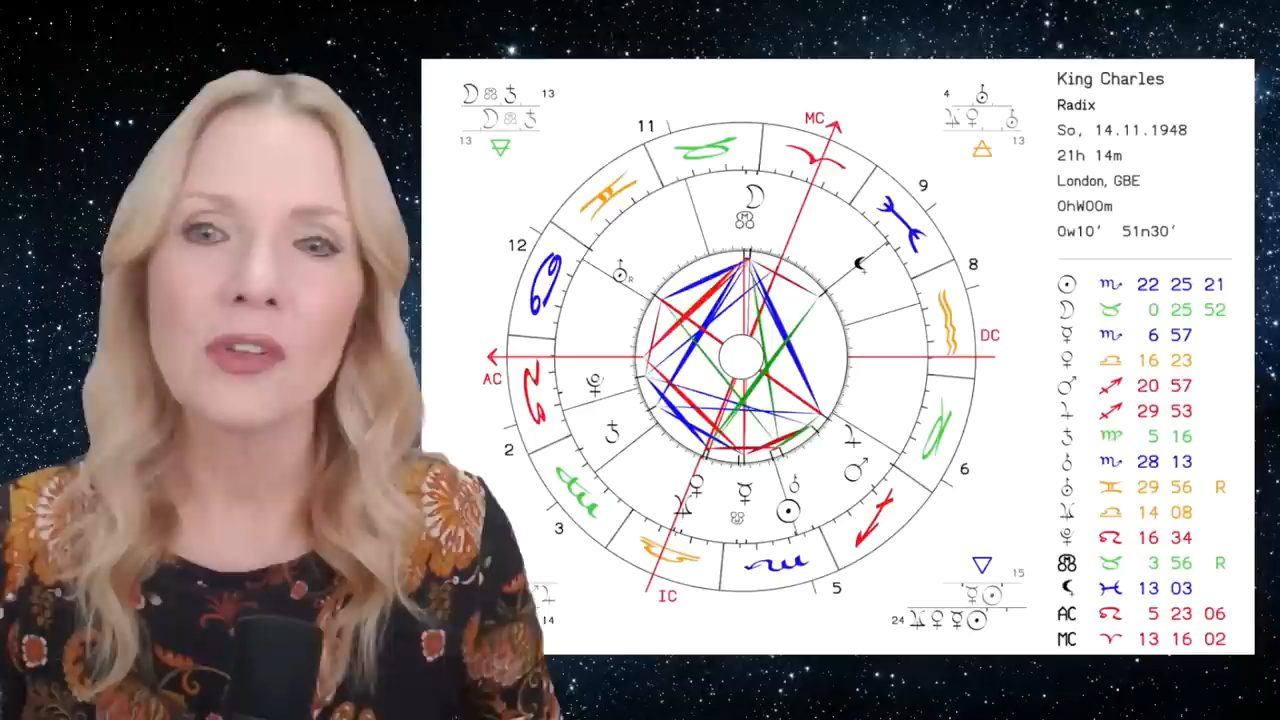 13
13
4
13
MC
11
9
12
8
DC
AC
2
6
3
5
IC
14
15
24
King Charles
Radix
So, 14.11.1948
21h 14m
London, GBE
0hW00m
0w10' 51n30'
☉ ♏ 22 25 21
☽ ♉ 0 25 52
☿ ♏ 6 57
♀ ♎ 16 23
♂ ♐ 20 57
♃ ♐ 29 53
♄ ♍ 5 16
⚷ ♏ 28 13
♅ ♊ 29 56 R
♆ ♎ 14 08
♇ ♌ 16 34
☊ ♉ 3 56 R
⚸ ♓ 13 03
AC ♌ 5 23 06
MC ♈ 13 16 02